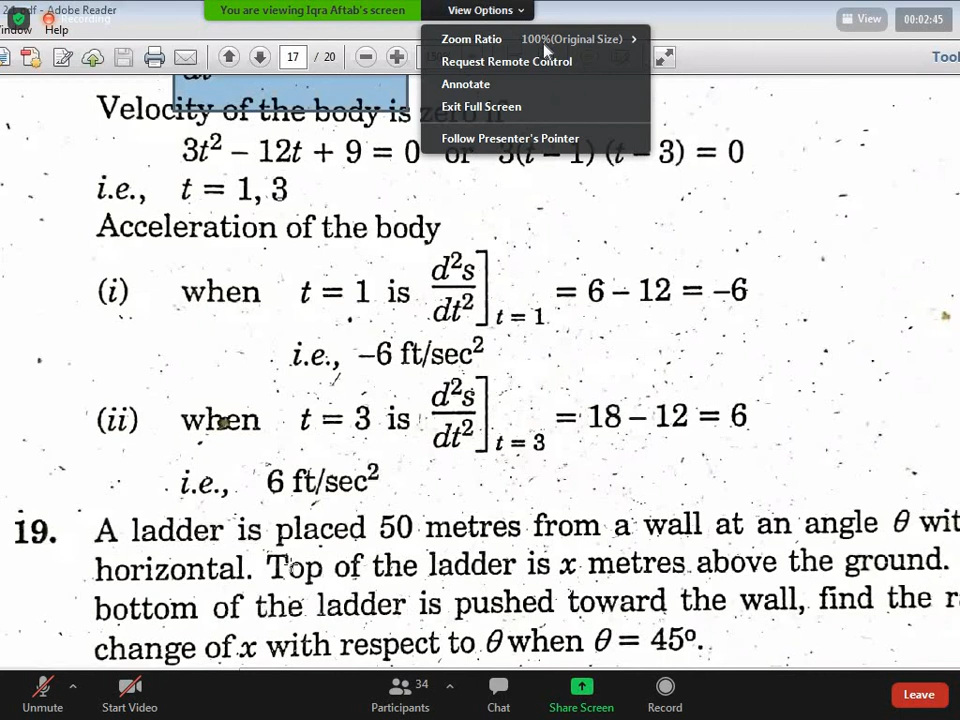 24.pdf - Adobe Reader
Recording
You are viewing Iqra Aftab's screen
View Options
View
00:02:45
Window Help
Zoom Ratio 100%(Original Size)
Request Remote Control
Annotate
Exit Full Screen
Follow Presenter's Pointer
17 / 20
Velocity of the body is zero if
3t² – 12t + 9 = 0 or 3(t – 1) (t – 3) = 0
i.e., t = 1, 3
Acceleration of the body
(i) when t = 1 is d²s/dt²]t = 1 = 6 – 12 = –6
i.e., –6 ft/sec²
(ii) when t = 3 is d²s/dt²]t = 3 = 18 – 12 = 6
i.e., 6 ft/sec²
19. A ladder is placed 50 metres from a wall at an angle θ wit
horizontal. Top of the ladder is x metres above the ground.
bottom of the ladder is pushed toward the wall, find the ra
change of x with respect to θ when θ = 45°.
Unmute
Start Video
34
Participants
Chat
Share Screen
Record
Leave